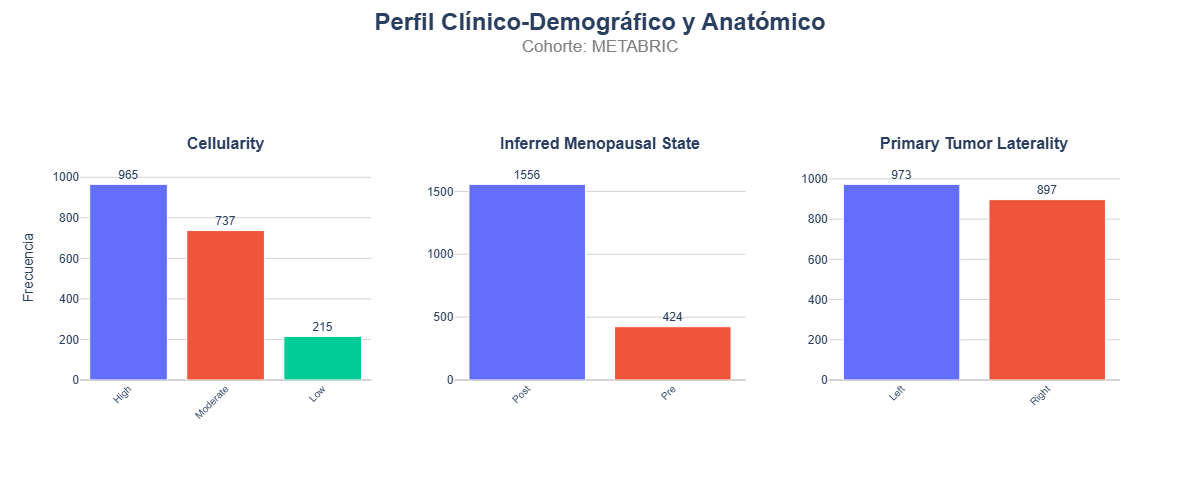 Perfil Clínico-Demográfico y Anatómico
Cohorte: METABRIC
Cellularity
Frecuencia
1000
800
600
400
200
0
965
737
215
High
Moderate
Low
Inferred Menopausal State
1500
1000
500
0
1556
424
Post
Pre
Primary Tumor Laterality
1000
800
600
400
200
0
973
897
Left
Right